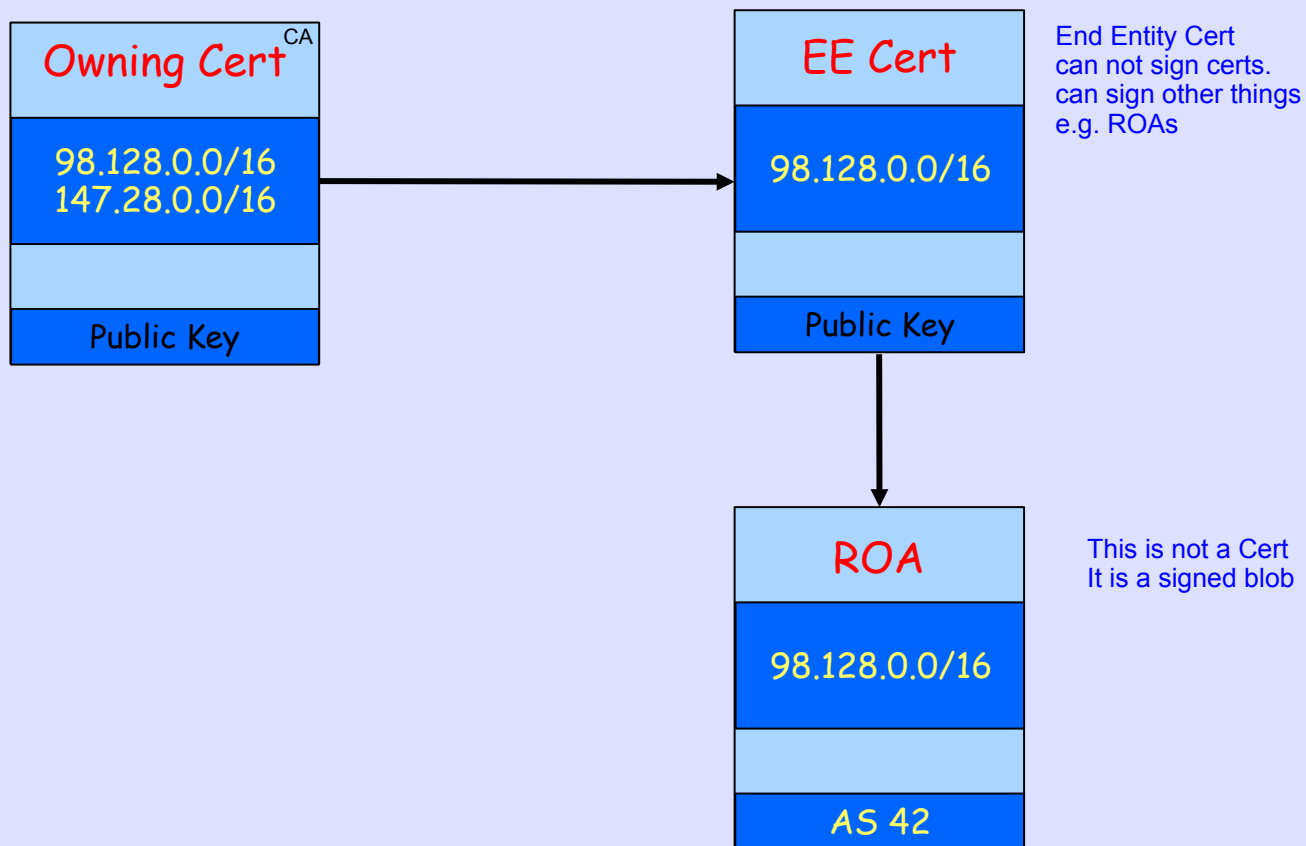 Owning Cert
CA
98.128.0.0/16
147.28.0.0/16
Public Key
EE Cert
98.128.0.0/16
Public Key
End Entity Cert
can not sign certs.
can sign other things
e.g. ROAs
ROA
98.128.0.0/16
AS 42
This is not a Cert
It is a signed blob